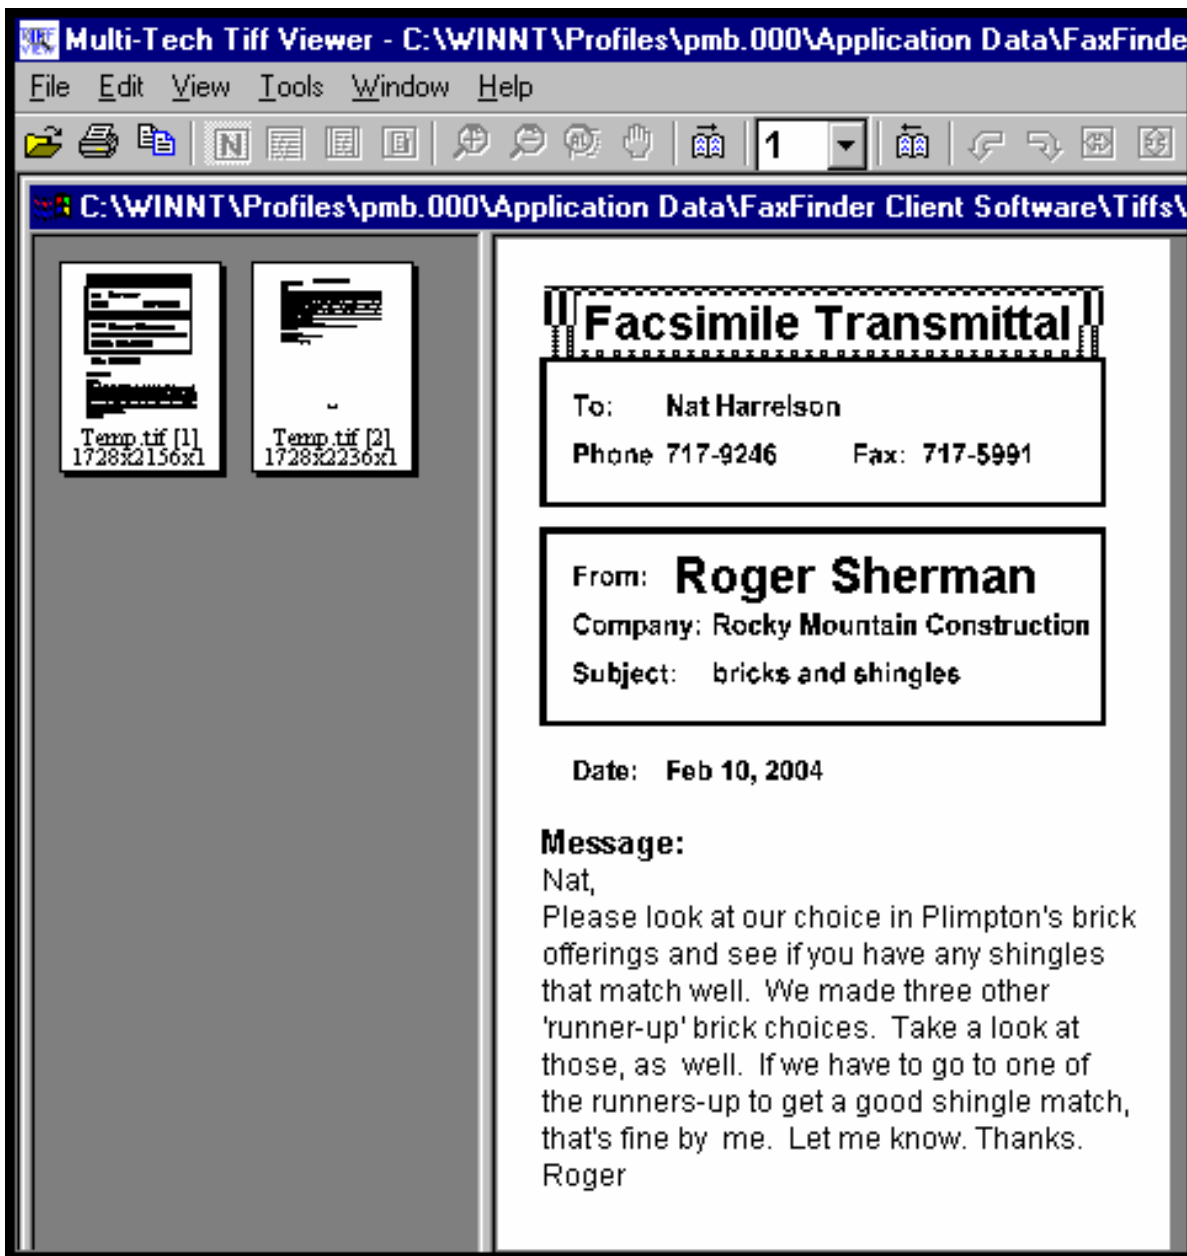 Multi-Tech Tiff Viewer - C:\WINNT\Profiles\pmb.000\Application Data\FaxFinde
File Edit View Tools Window Help
N AL 1
C:\WINNT\Profiles\pmb.000\Application Data\FaxFinder Client Software\Tiffs\
Temp.tif [1]
1728x2156x1
Temp.tif [2]
1728x2236x1
Facsimile Transmittal
To: Nat Harrelson
Phone 717-9246 Fax: 717-5991
From: Roger Sherman
Company: Rocky Mountain Construction
Subject: bricks and shingles
Date: Feb 10, 2004
Message:
Nat,
Please look at our choice in Plimpton's brick
offerings and see if you have any shingles
that match well. We made three other
'runner-up' brick choices. Take a look at
those, as well. If we have to go to one of
the runners-up to get a good shingle match,
that's fine by me. Let me know. Thanks.
Roger